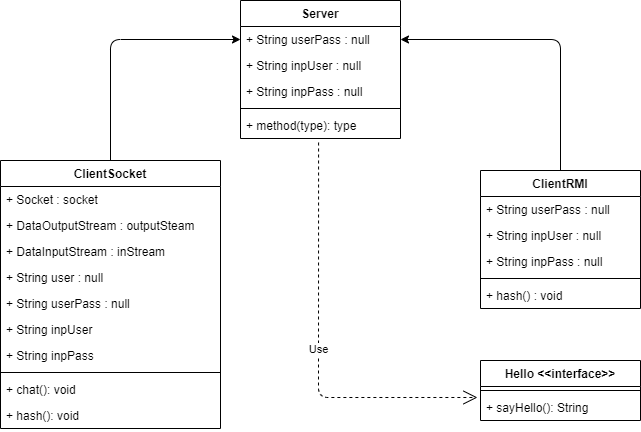 Server
+ String userPass : null
+ String inpUser : null
+ String inpPass : null
+ method(type): type
ClientSocket
+ Socket : socket
+ DataOutputStream : outputSteam
+ DataInputStream : inStream
+ String user : null
+ String userPass : null
+ String inpUser
+ String inpPass
+ chat(): void
+ hash(): void
ClientRMI
+ String userPass : null
+ String inpUser : null
+ String inpPass : null
+ hash() : void
Use
Hello <<interface>>
+ sayHello(): String